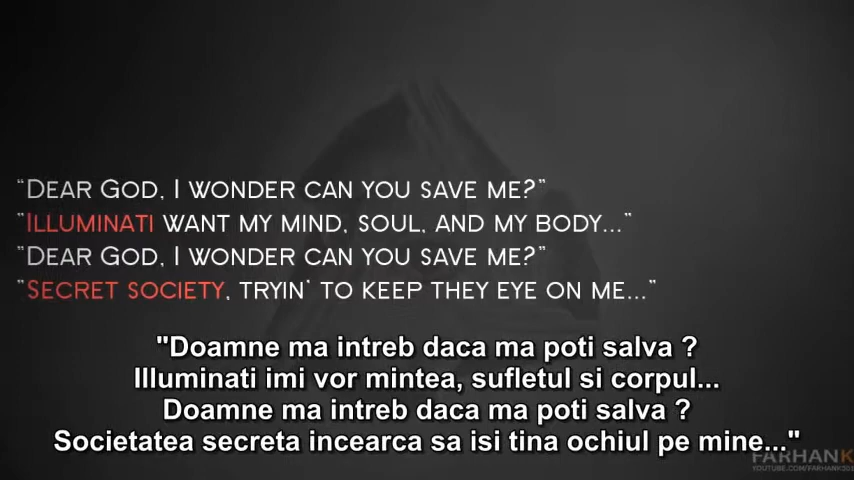 “DEAR GOD, I WONDER CAN YOU SAVE ME?”
“ILLUMINATI WANT MY MIND, SOUL, AND MY BODY...”
“DEAR GOD, I WONDER CAN YOU SAVE ME?”
“SECRET SOCIETY, TRYIN' TO KEEP THEY EYE ON ME...”
"Doamne ma intreb daca ma poti salva ?
Illuminati imi vor mintea, sufletul si corpul...
Doamne ma intreb daca ma poti salva ?
Societatea secreta incearca sa isi tina ochiul pe mine..."
FARHANK